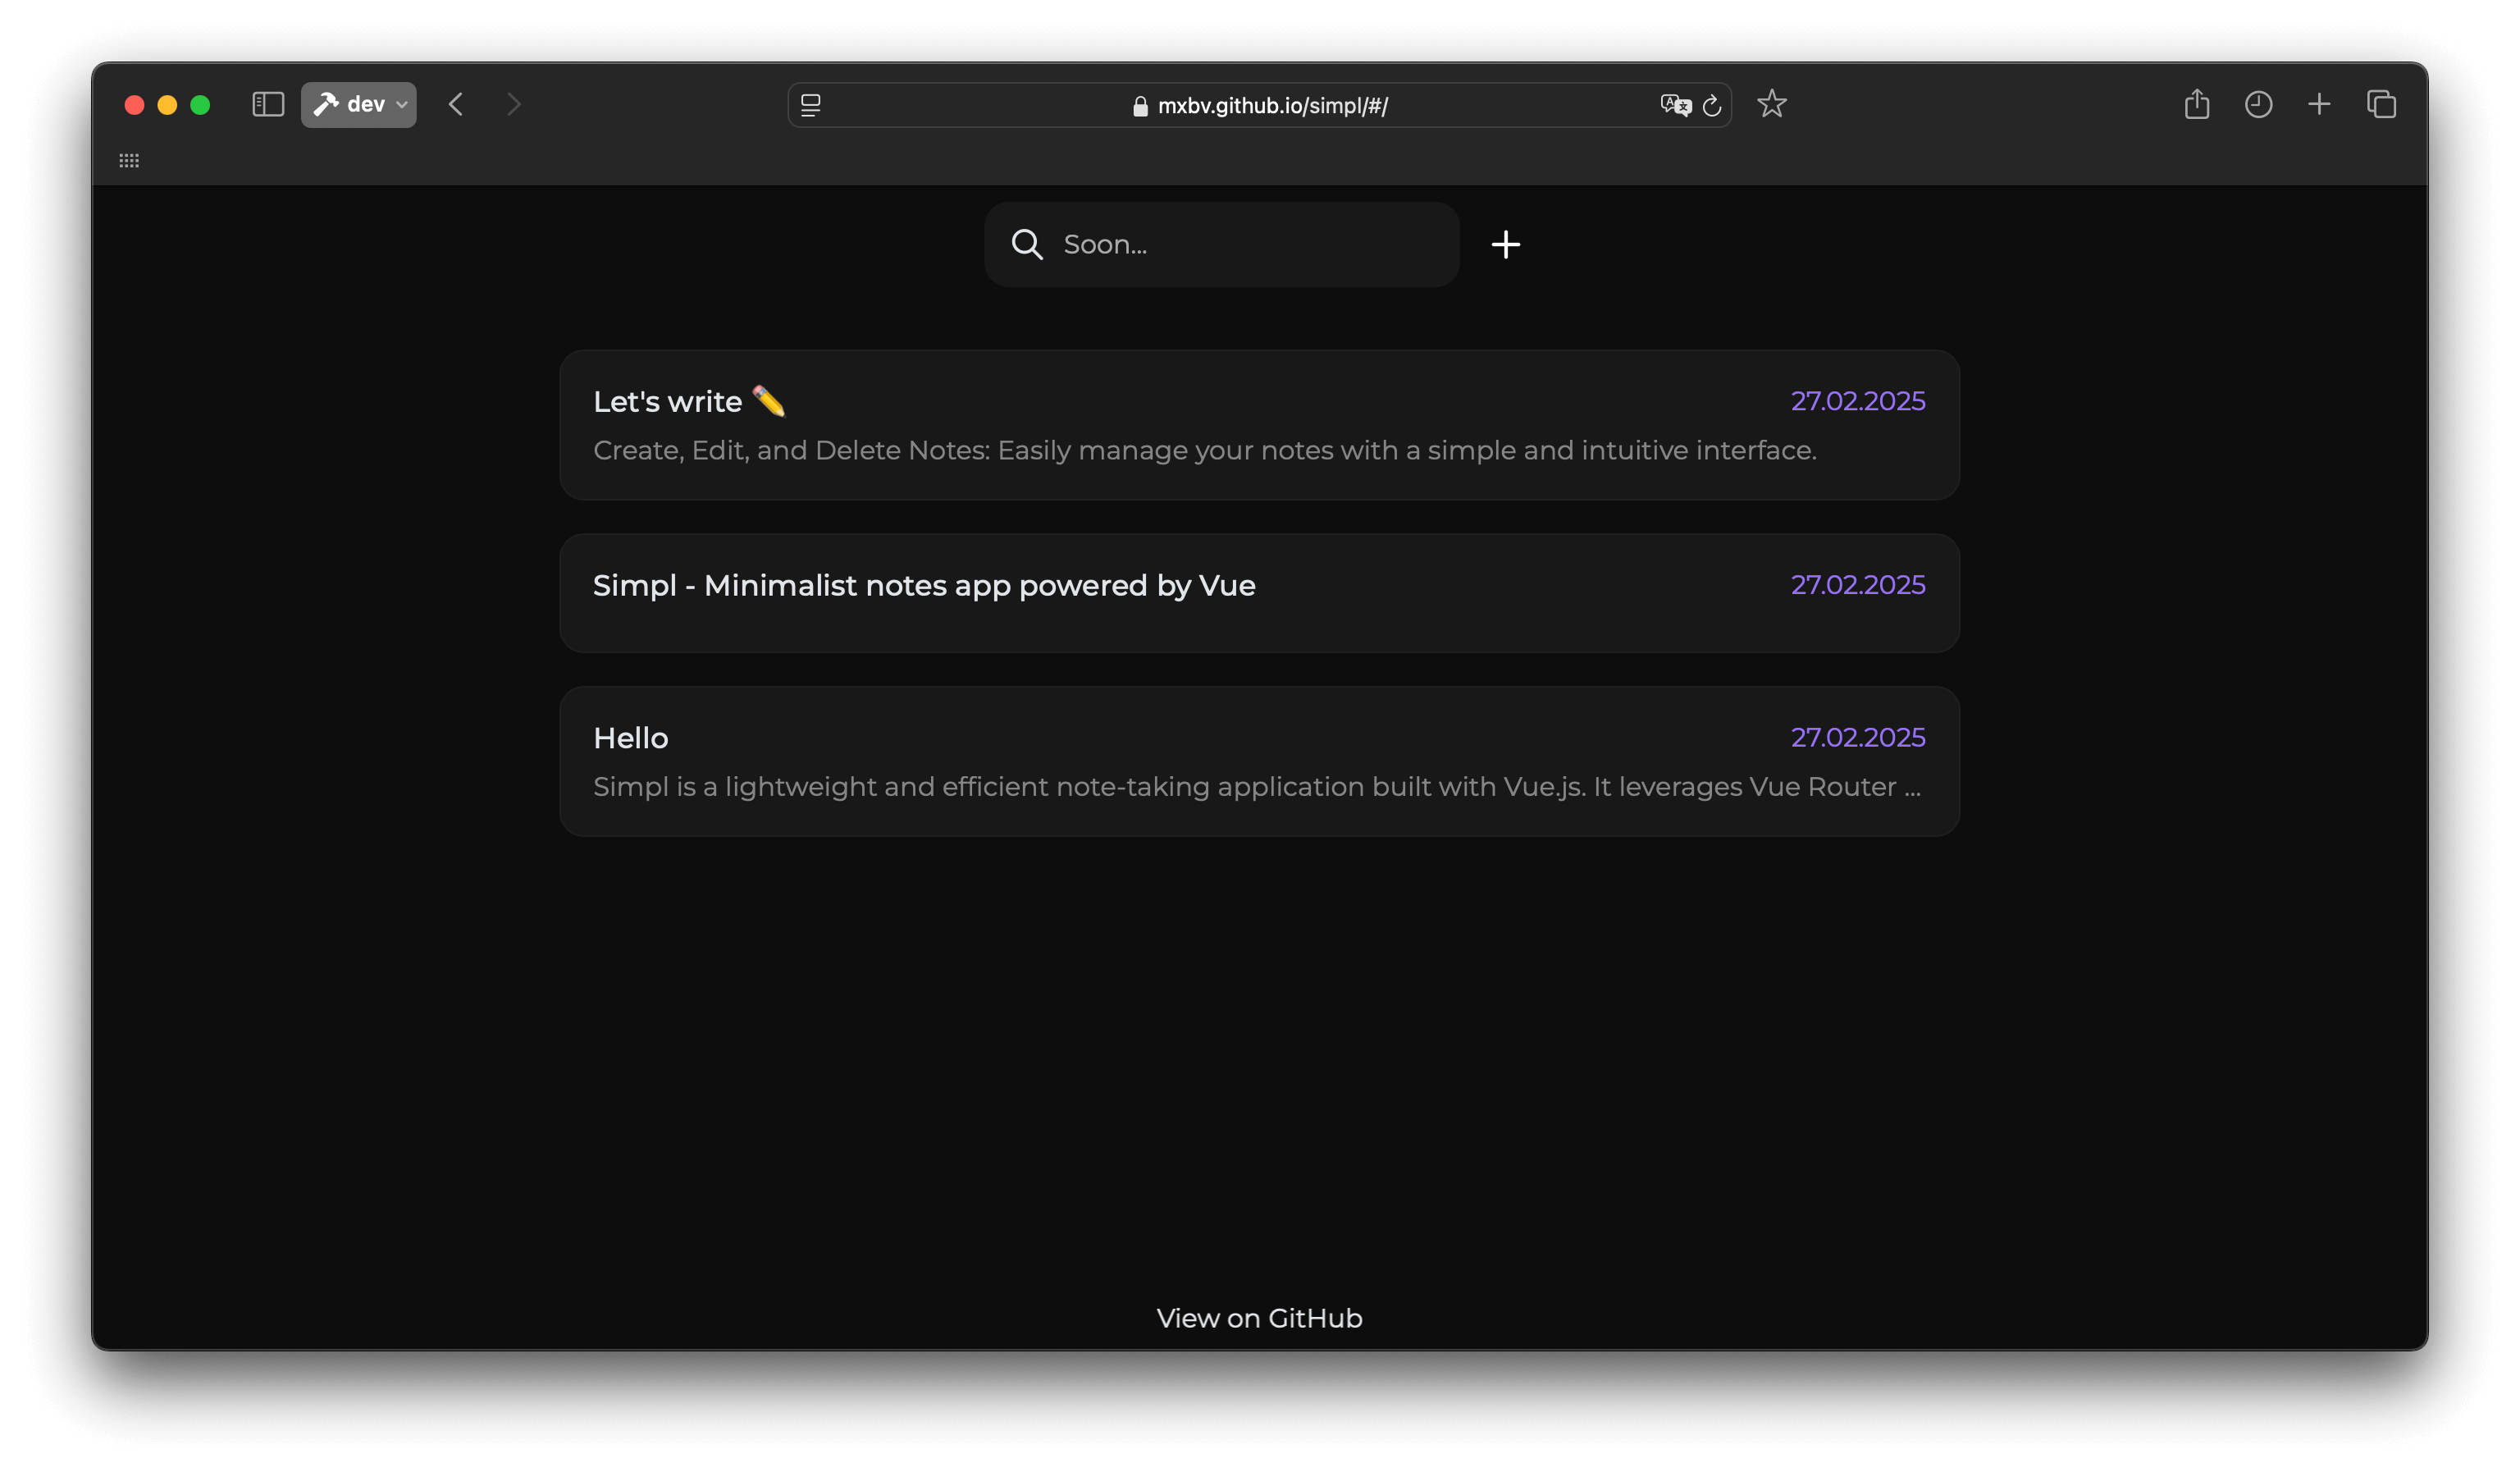 dev
mxbv.github.io/simpl/#/
Soon...
Let's write ✏️
27.02.2025
Create, Edit, and Delete Notes: Easily manage your notes with a simple and intuitive interface.
Simpl - Minimalist notes app powered by Vue
27.02.2025
Hello
27.02.2025
Simpl is a lightweight and efficient note-taking application built with Vue.js. It leverages Vue Router ...
View on GitHub